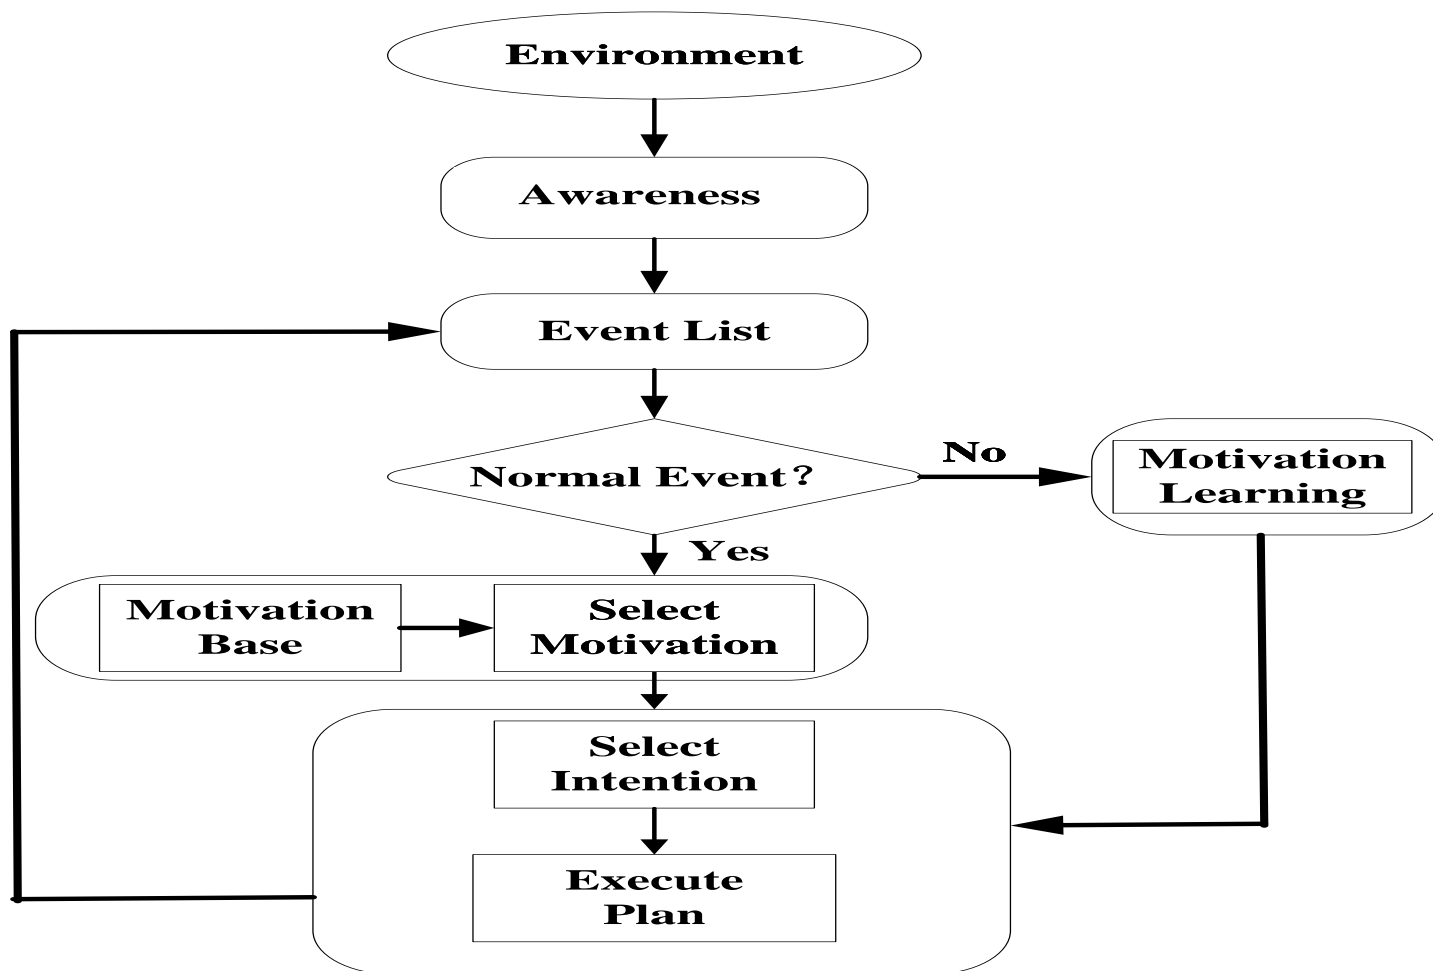 Environment
Awareness
Event List
Normal Event?
No
Motivation
Learning
Yes
Motivation
Base
Select
Motivation
Select
Intention
Execute
Plan